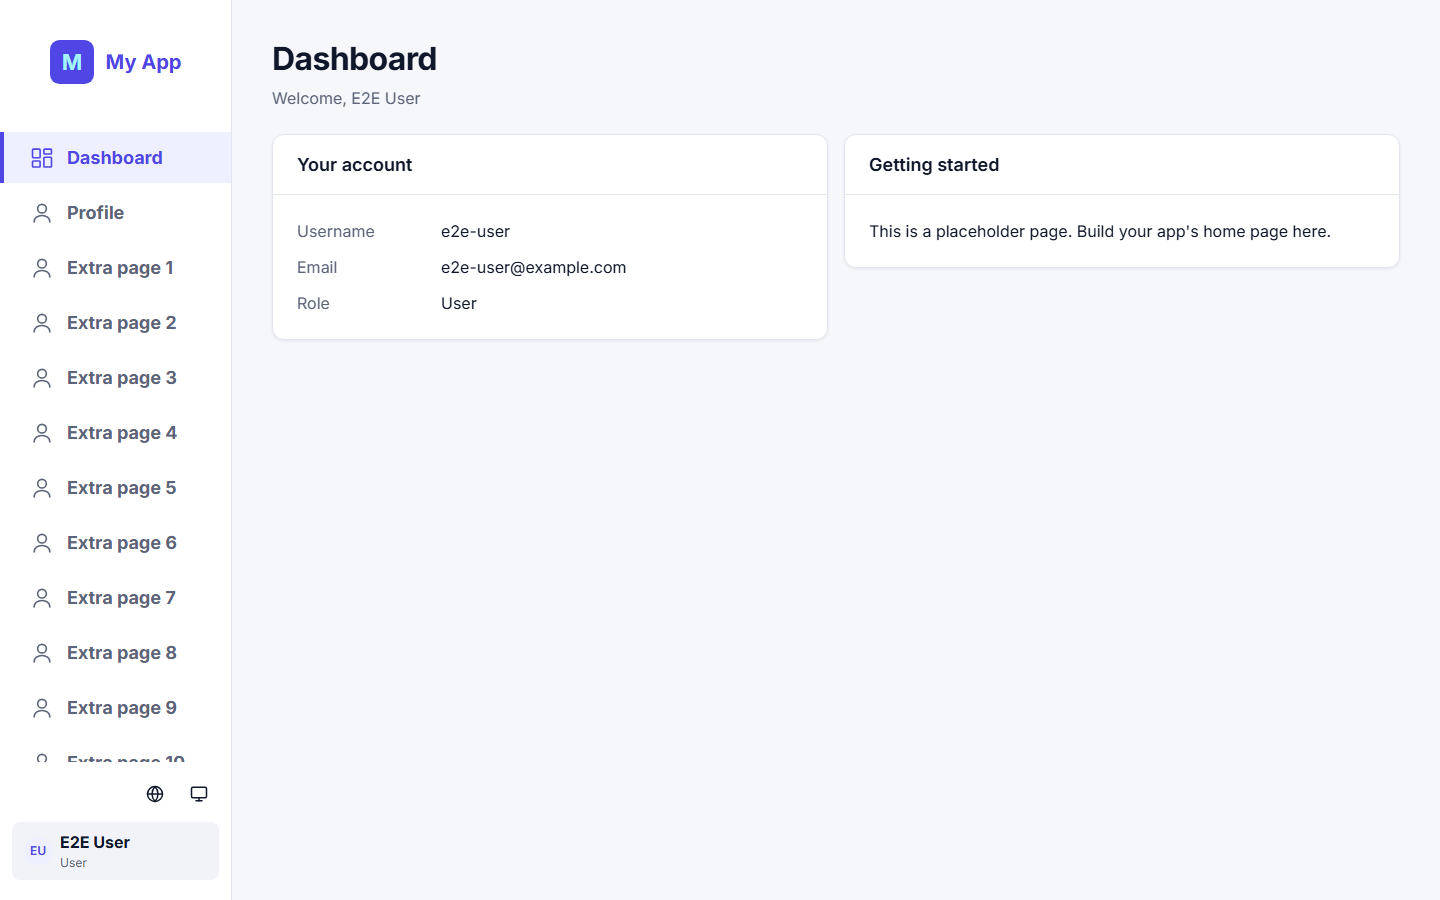 M My App
Dashboard
Profile
Extra page 1
Extra page 2
Extra page 3
Extra page 4
Extra page 5
Extra page 6
Extra page 7
Extra page 8
Extra page 9
Extra page 10
EU
E2E User
User
Dashboard
Welcome, E2E User
Your account
Username e2e-user
Email e2e-user@example.com
Role User
Getting started
This is a placeholder page. Build your app's home page here.